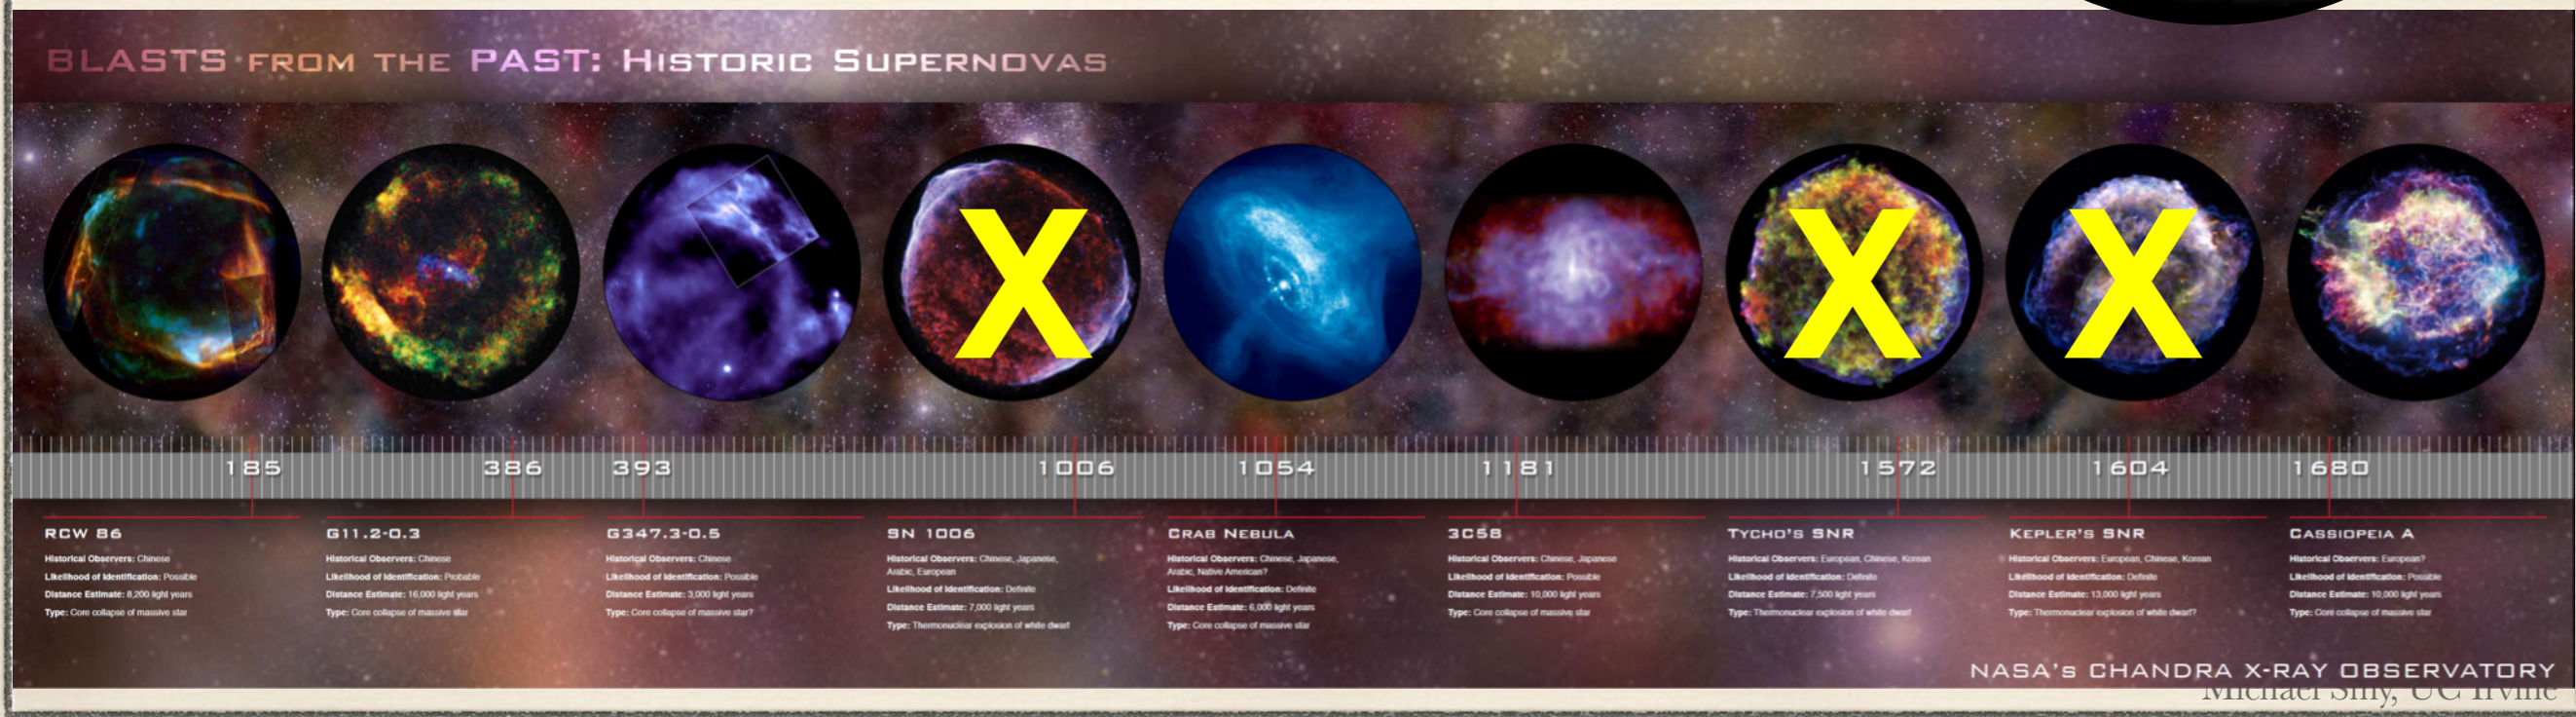 BLASTS FROM THE PAST: HISTORIC SUPERNOVAS
X
X
X
185
386
393
1006
1054
1181
1572
1604
1680
RCW 86
Historical Observers: Chinese
Likelihood of Identification: Possible
Distance Estimate: 8,200 light years
Type: Core collapse of massive star
G11.2-0.3
Historical Observers: Chinese
Likelihood of Identification: Probable
Distance Estimate: 16,000 light years
Type: Core collapse of massive star
G347.3-0.5
Historical Observers: Chinese
Likelihood of Identification: Possible
Distance Estimate: 3,000 light years
Type: Core collapse of massive star?
SN 1006
Historical Observers: Chinese, Japanese,
Arabic, European
Likelihood of Identification: Definite
Distance Estimate: 7,000 light years
Type: Thermonuclear explosion of white dwarf
CRAB NEBULA
Historical Observers: Chinese, Japanese,
Arabic, Native American?
Likelihood of Identification: Definite
Distance Estimate: 6,000 light years
Type: Core collapse of massive star
3C58
Historical Observers: Chinese, Japanese
Likelihood of Identification: Possible
Distance Estimate: 10,000 light years
Type: Core collapse of massive star
TYCHO'S SNR
Historical Observers: European, Chinese, Korean
Likelihood of Identification: Definite
Distance Estimate: 7,500 light years
Type: Thermonuclear explosion of white dwarf
KEPLER'S SNR
Historical Observers: European, Chinese, Korean
Likelihood of Identification: Definite
Distance Estimate: 13,000 light years
Type: Thermonuclear explosion of white dwarf?
CASSIOPEIA A
Historical Observers: European?
Likelihood of Identification: Possible
Distance Estimate: 10,000 light years
Type: Core collapse of massive star
NASA's CHANDRA X-RAY OBSERVATORY
Michael Smy, UC Irvine